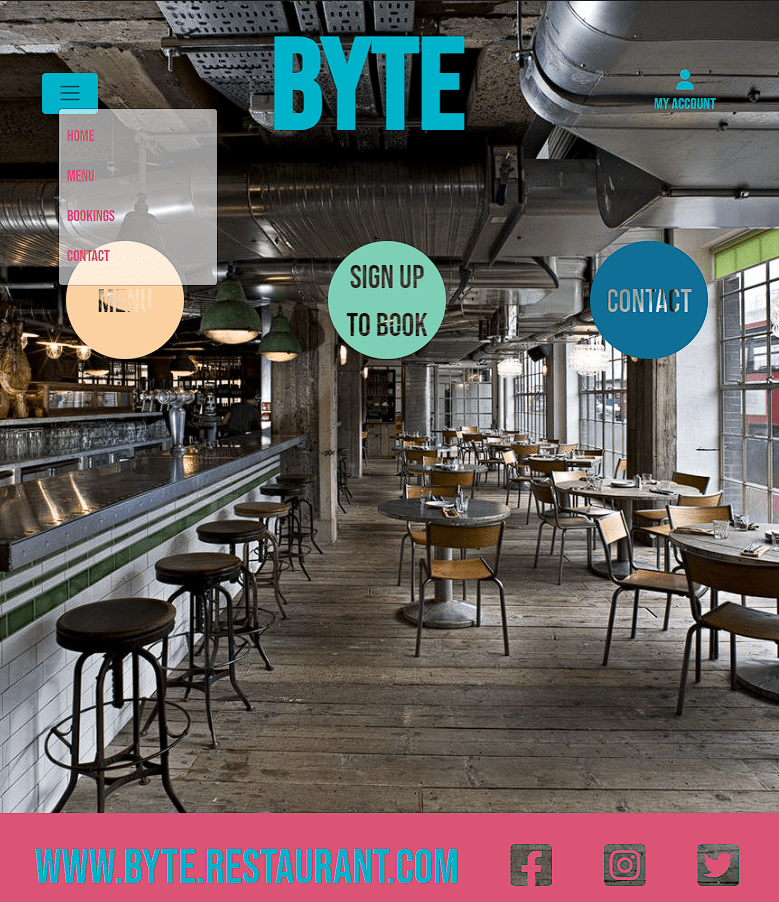 BYTE
MY ACCOUNT
HOME
MENU
BOOKINGS
CONTACT
MENU
SIGN UP
TO BOOK
CONTACT
WWW.BYTE.RESTAURANT.COM